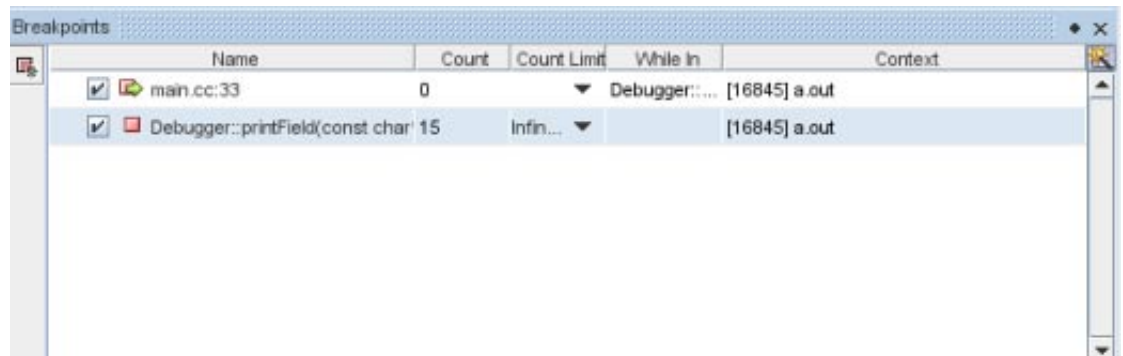 Breakpoints
Name Count Count Limit While In Context
main.cc:33 0 Debugger::... [16845] a.out
Debugger::printField(const char 15 Infin... [16845] a.out